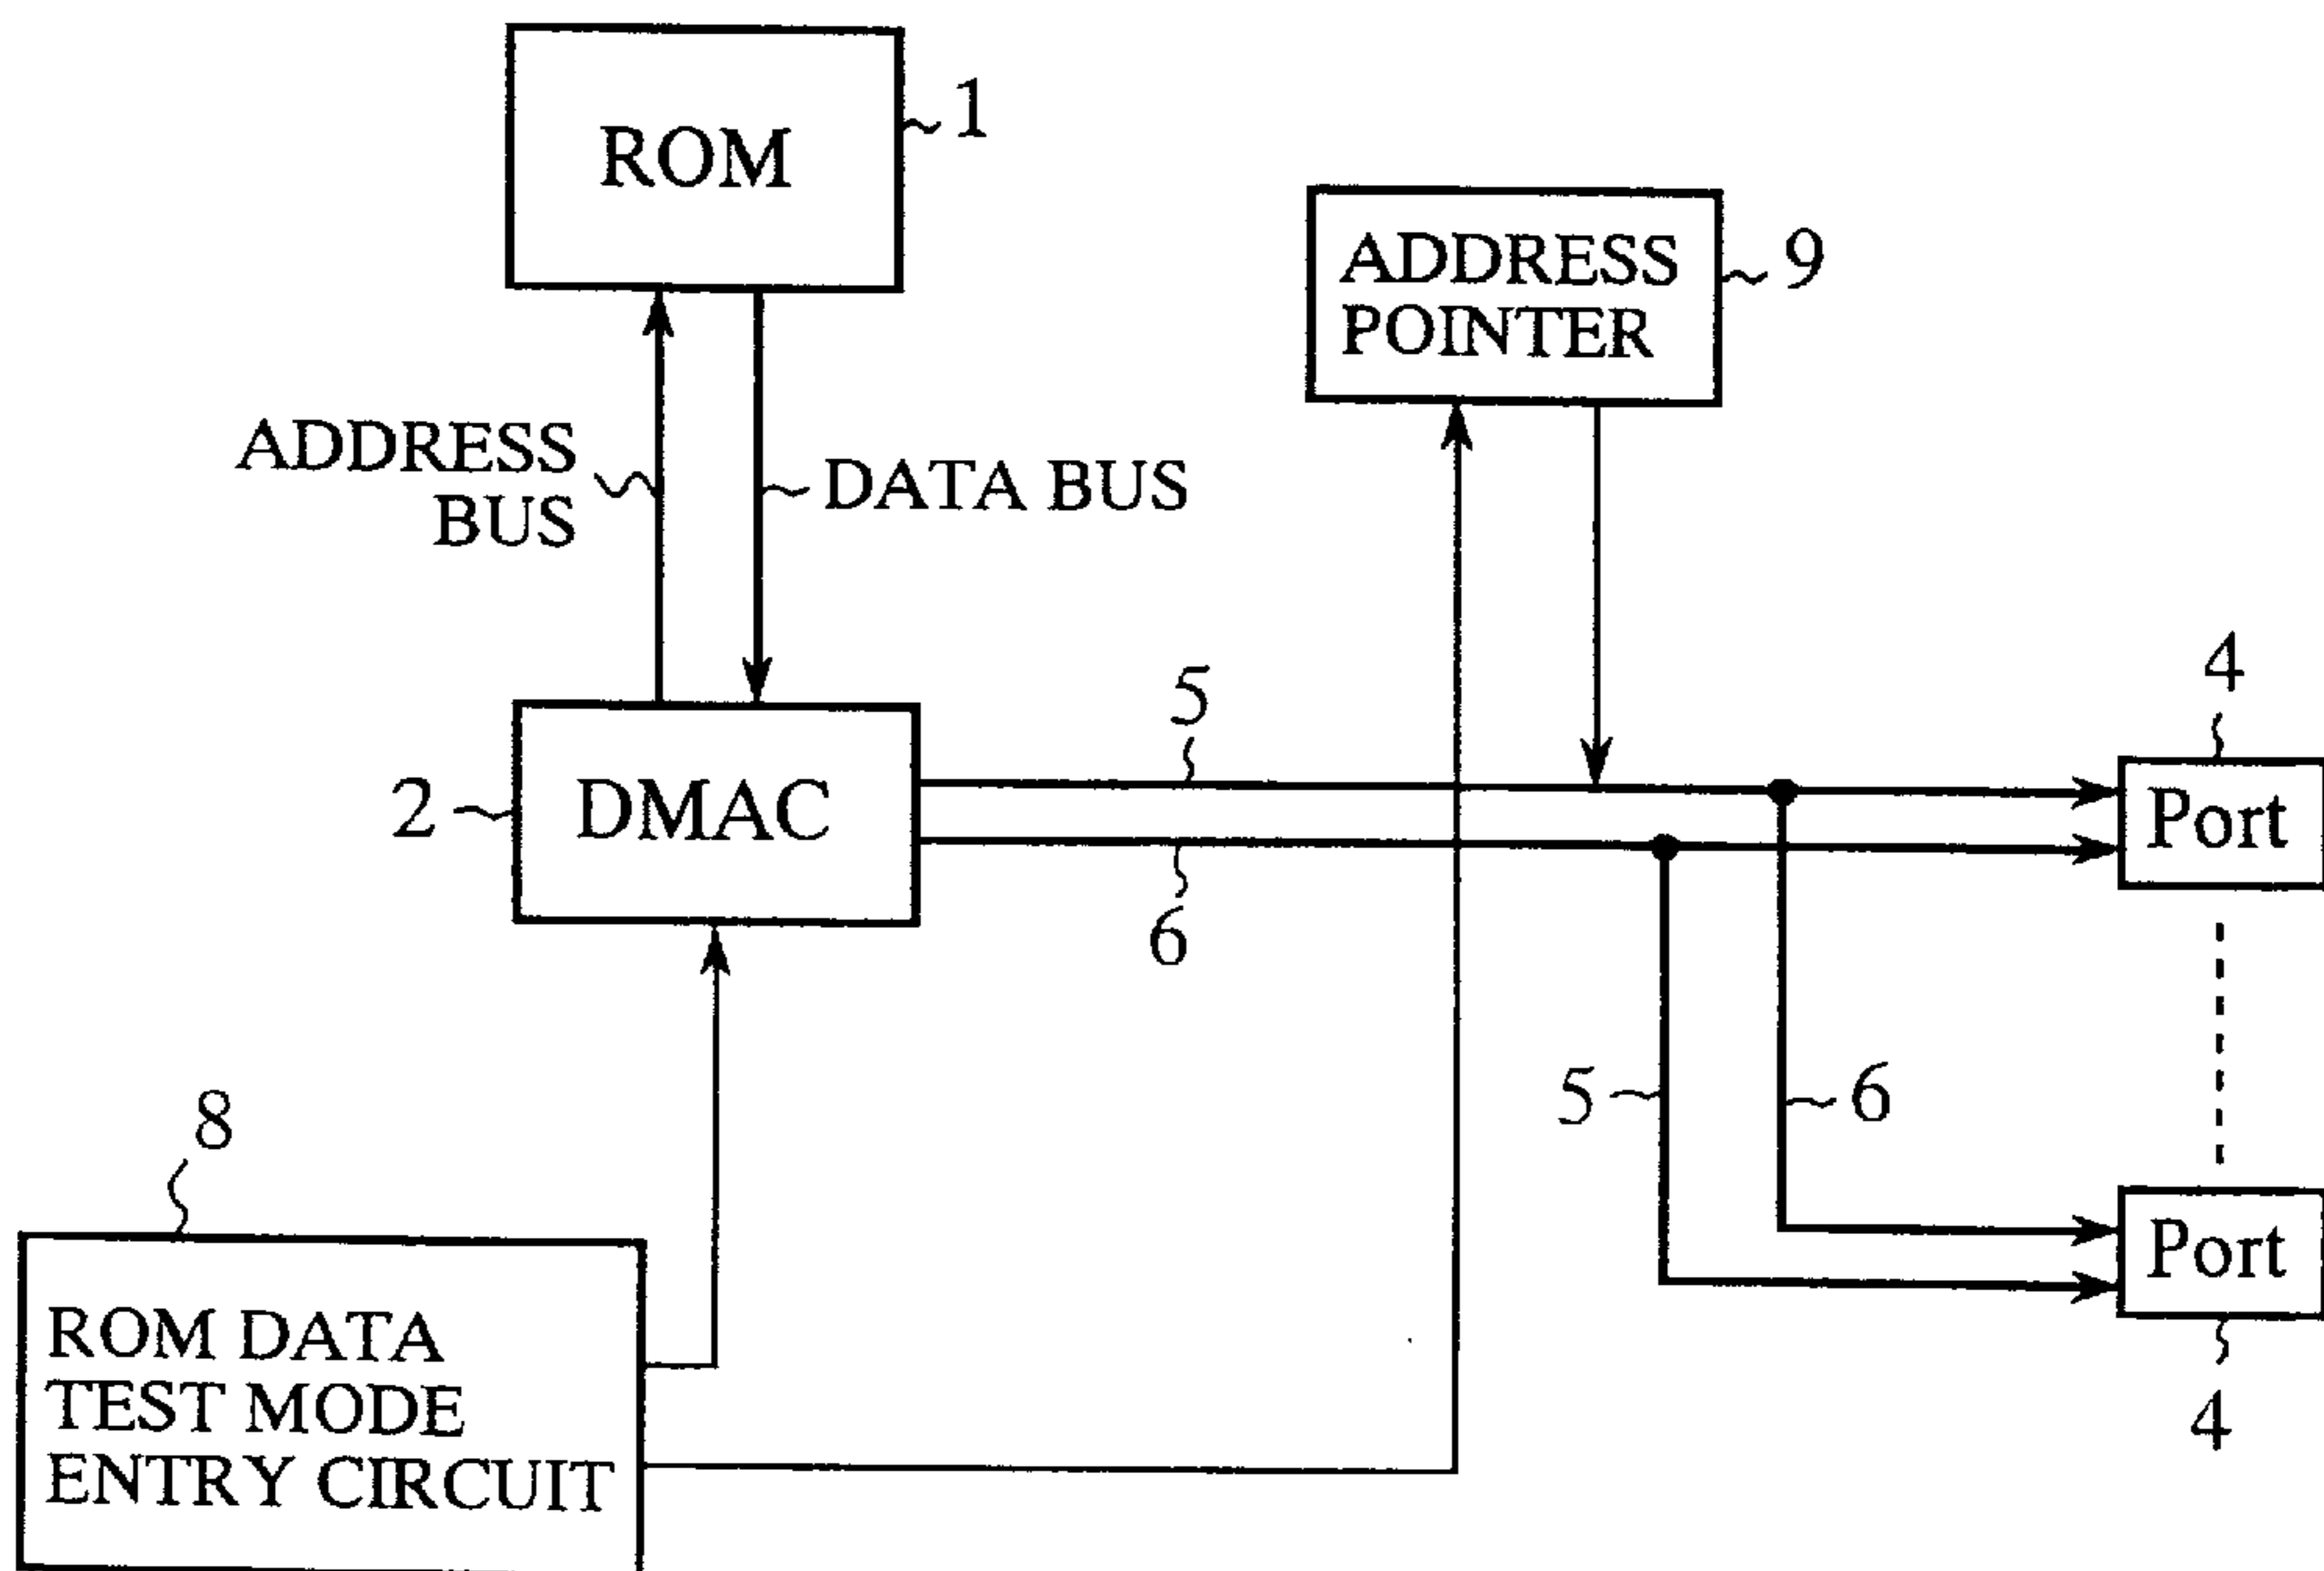 ROM
1
ADDRESS
POINTER
9
ADDRESS
BUS
DATA BUS
5
4
2
DMAC
Port
6
5
6
8
Port
ROM DATA
TEST MODE
ENTRY CIRCUIT
4